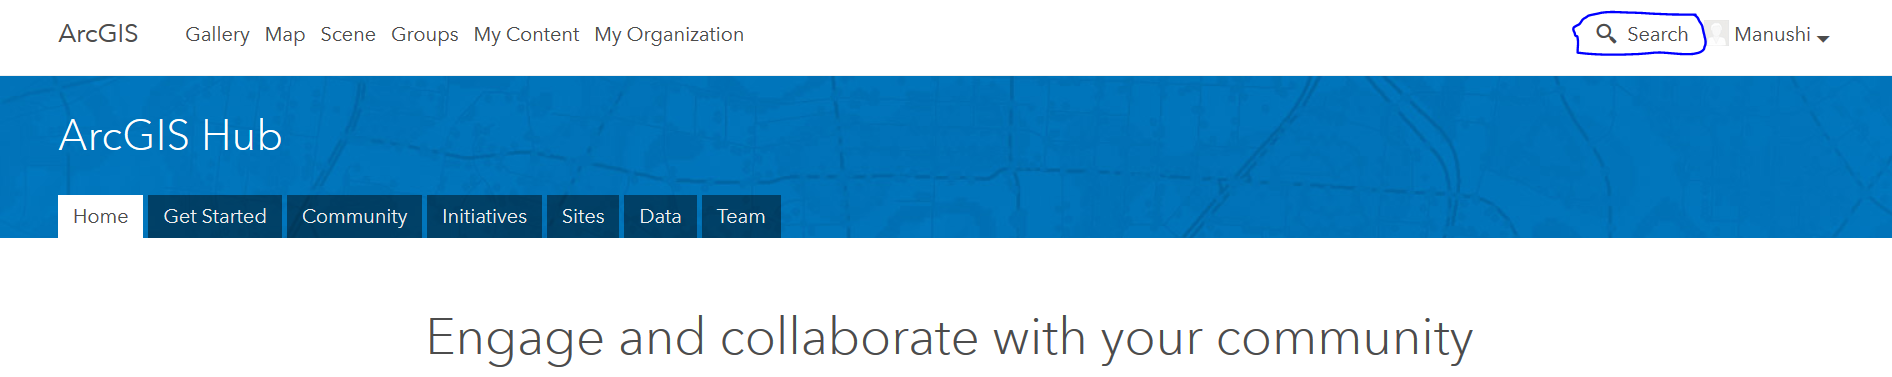 ArcGIS Gallery Map Scene Groups My Content My Organization Search Manushi
ArcGIS Hub
Home Get Started Community Initiatives Sites Data Team
Engage and collaborate with your community